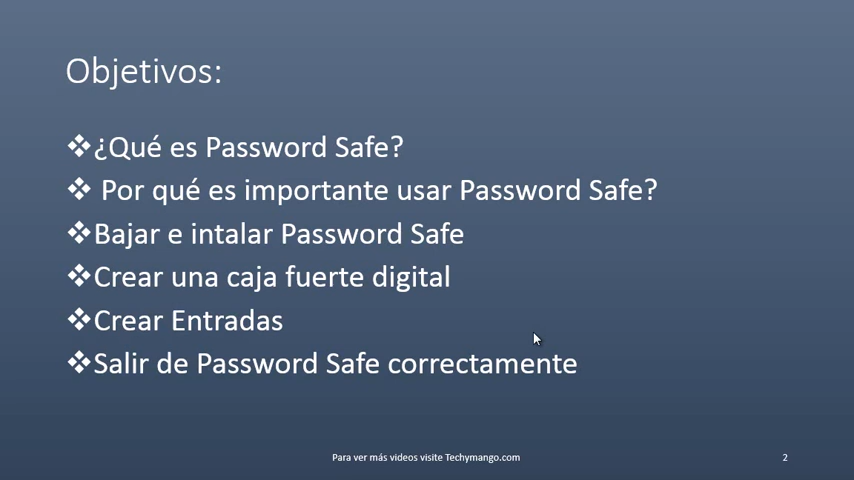 Objetivos:
❖¿Qué es Password Safe?
❖ Por qué es importante usar Password Safe?
❖Bajar e intalar Password Safe
❖Crear una caja fuerte digital
❖Crear Entradas
❖Salir de Password Safe correctamente
Para ver más videos visite Techymango.com
2